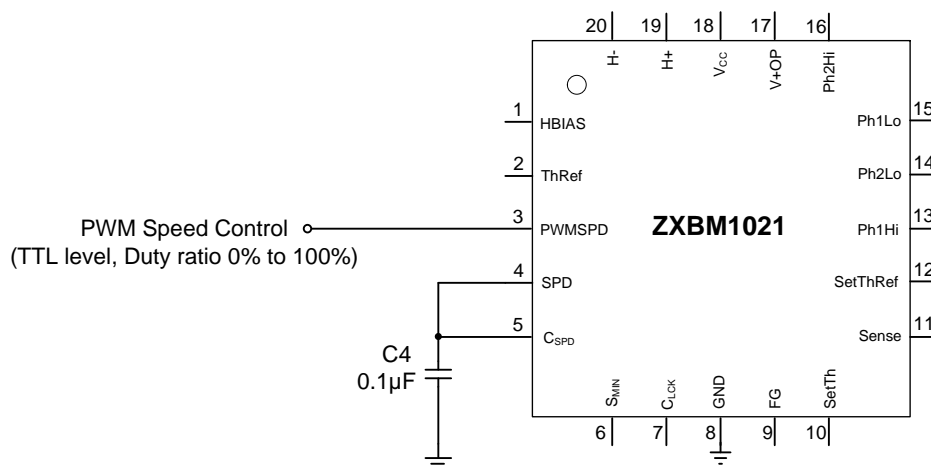 20 19 18 17 16
H- H+ VCC V+OP Ph2Hi
1 HBIAS Ph1Lo 15
2 ThRef Ph2Lo 14
PWM Speed Control 3 PWMSPD ZXBM1021 Ph1Hi 13
(TTL level, Duty ratio 0% to 100%)
4 SPD SetThRef 12
5 CSPD Sense 11
C4
0.1µF
SMIN CLCK GND FG SetTh
6 7 8 9 10